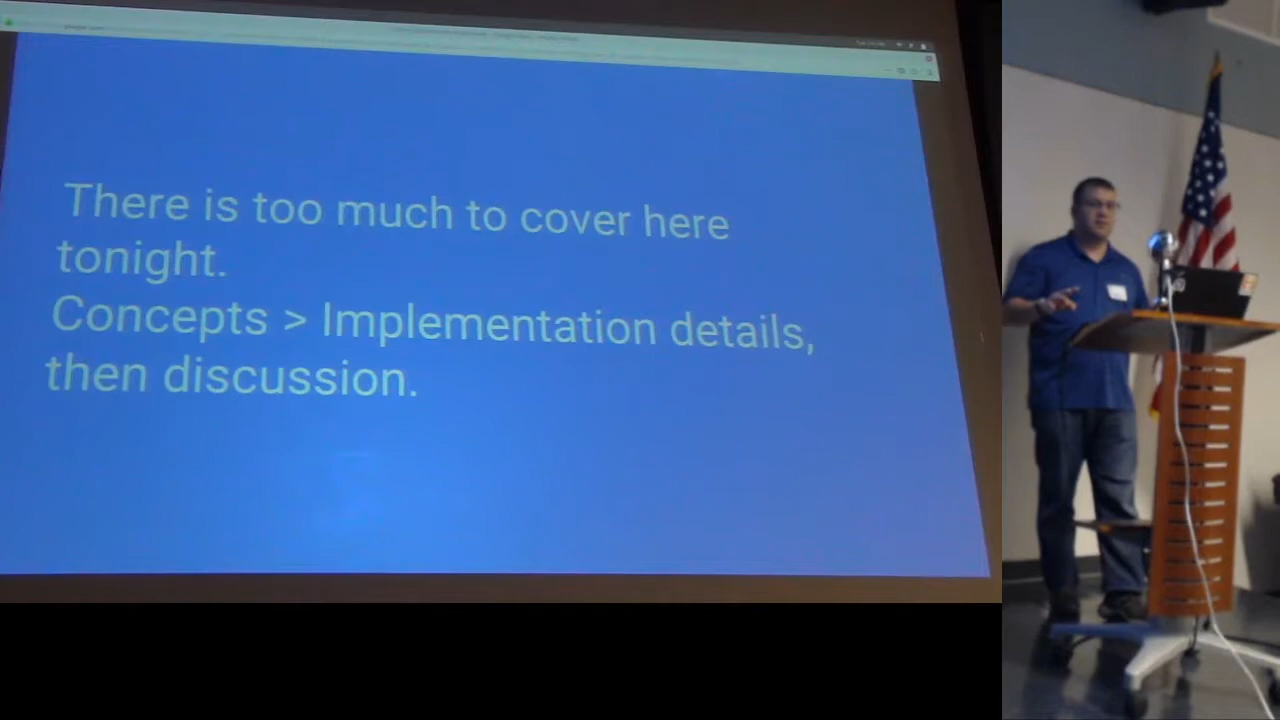 There is too much to cover here
tonight.
Concepts > Implementation details,
then discussion.